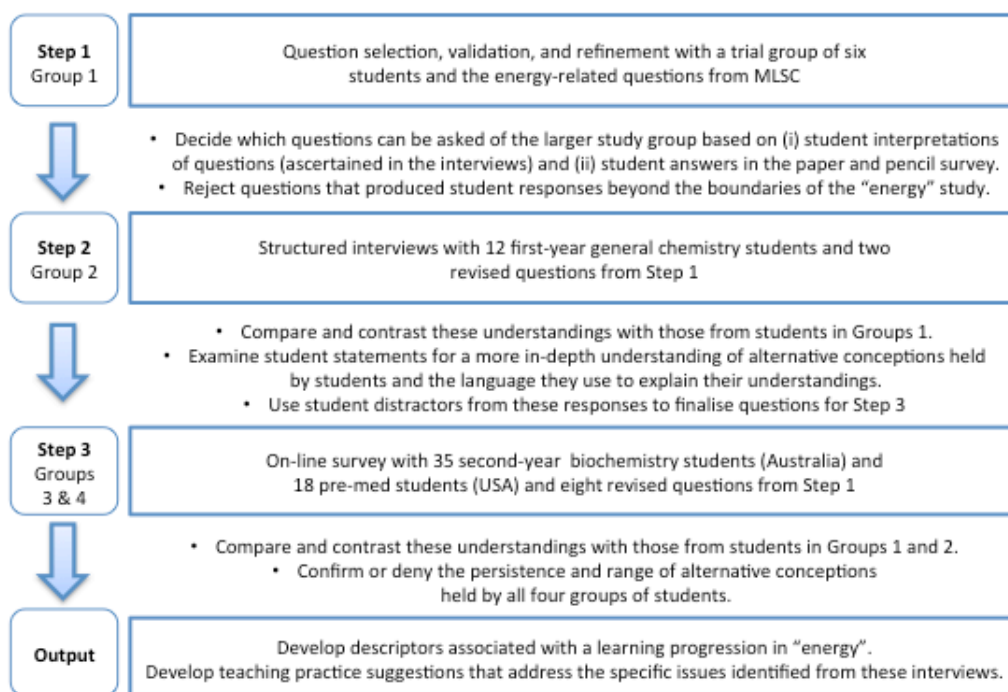 Step 1
Group 1
Question selection, validation, and refinement with a trial group of six
students and the energy-related questions from MLSC
• Decide which questions can be asked of the larger study group based on (i) student interpretations
of questions (ascertained in the interviews) and (ii) student answers in the paper and pencil survey.
• Reject questions that produced student responses beyond the boundaries of the “energy” study.
Step 2
Group 2
Structured interviews with 12 first-year general chemistry students and two
revised questions from Step 1
• Compare and contrast these understandings with those from students in Groups 1.
• Examine student statements for a more in-depth understanding of alternative conceptions held
by students and the language they use to explain their understandings.
• Use student distractors from these responses to finalise questions for Step 3
Step 3
Groups
3 & 4
On-line survey with 35 second-year biochemistry students (Australia) and
18 pre-med students (USA) and eight revised questions from Step 1
• Compare and contrast these understandings with those from students in Groups 1 and 2.
• Confirm or deny the persistence and range of alternative conceptions
held by all four groups of students.
Output
Develop descriptors associated with a learning progression in “energy”.
Develop teaching practice suggestions that address the specific issues identified from these interviews.